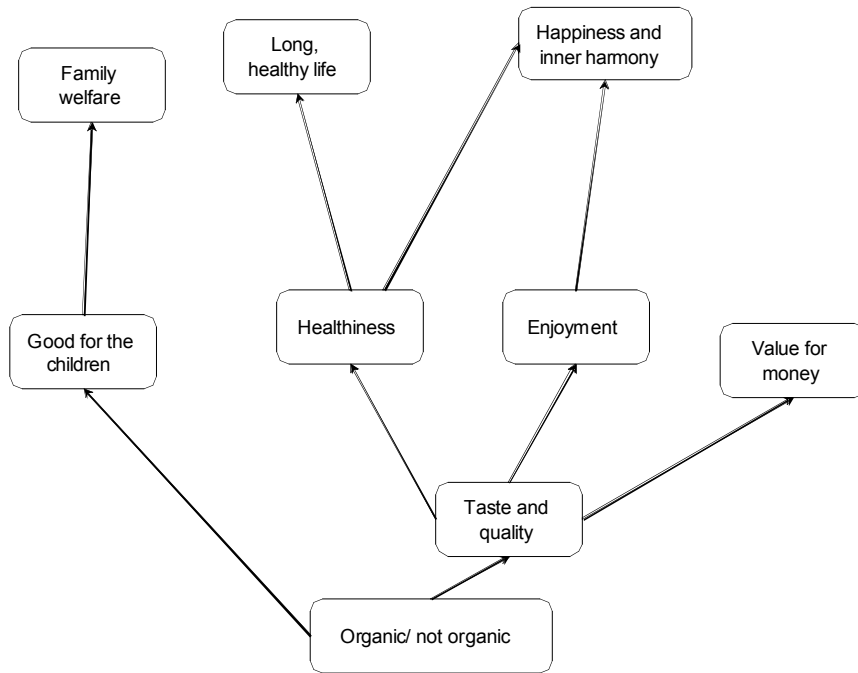 Family
welfare
Long,
healthy life
Happiness and
inner harmony
Good for the
children
Healthiness
Enjoyment
Value for
money
Taste and
quality
Organic/ not organic